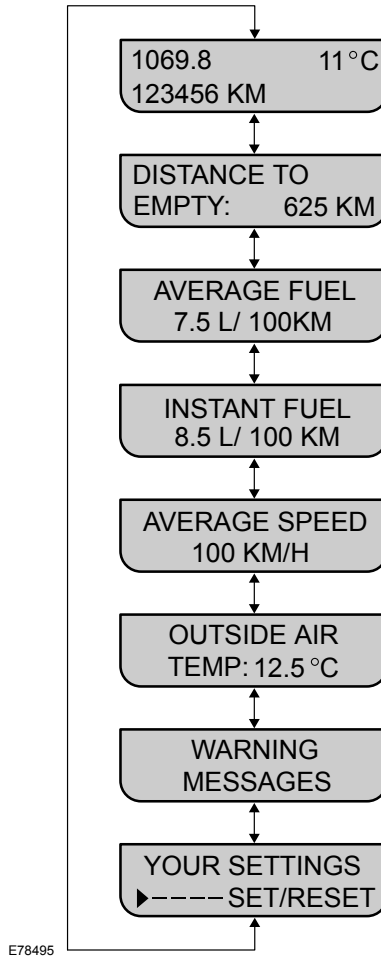 1069.8 11°C
123456 KM
DISTANCE TO
EMPTY: 625 KM
AVERAGE FUEL
7.5 L/ 100KM
INSTANT FUEL
8.5 L/ 100 KM
AVERAGE SPEED
100 KM/H
OUTSIDE AIR
TEMP: 12.5 °C
WARNING
MESSAGES
YOUR SETTINGS
►---- SET/RESET
E78495